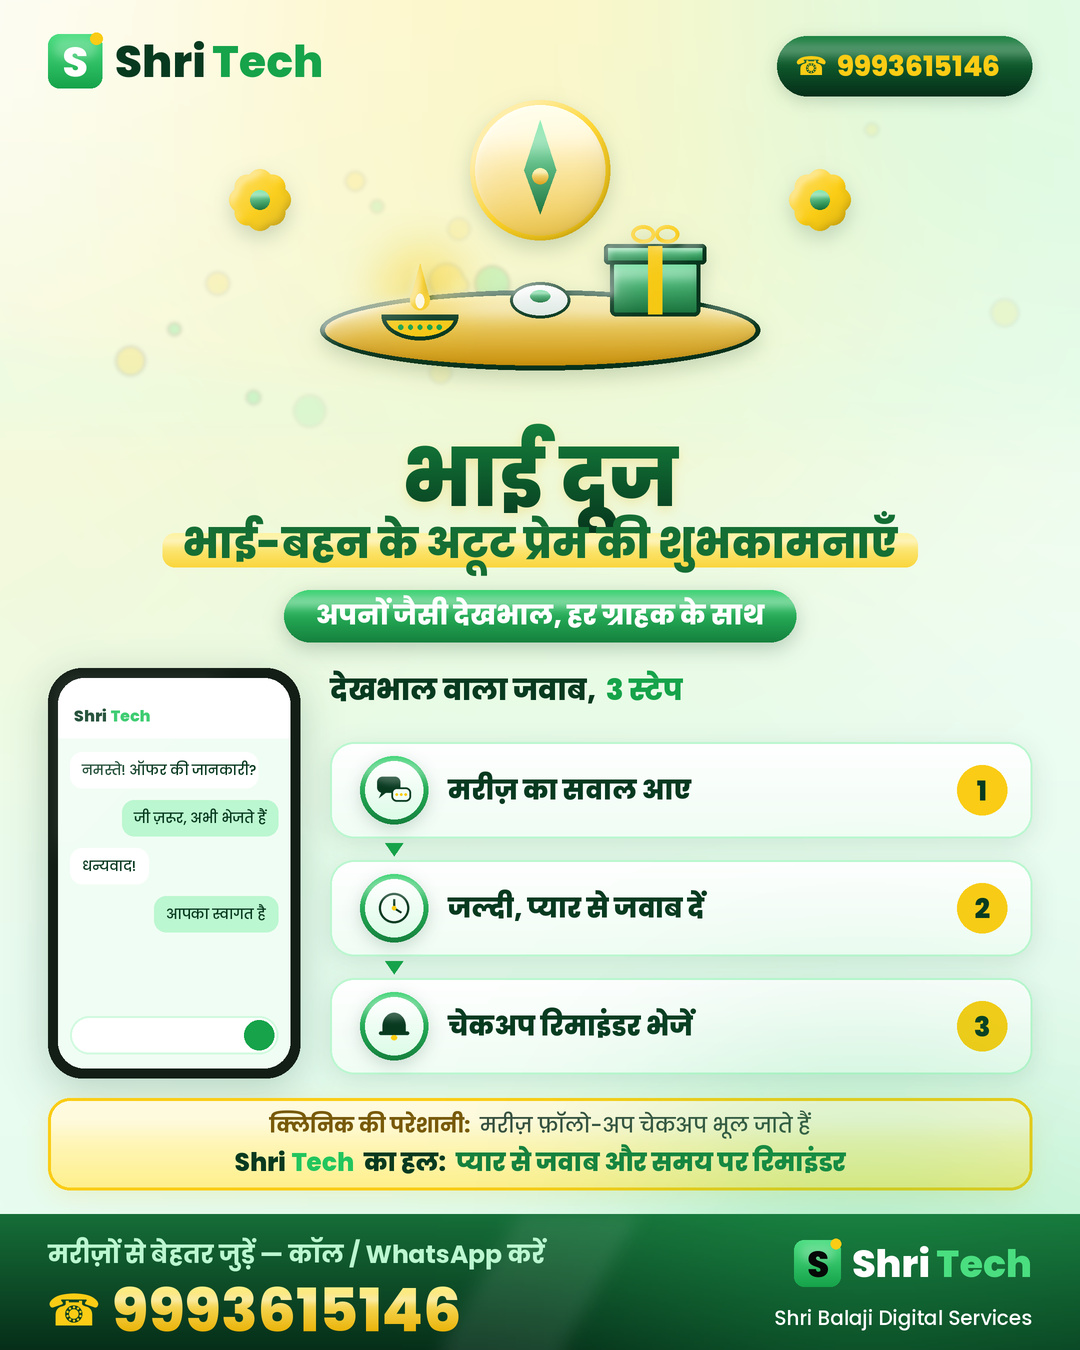 S Shri Tech
☎ 9993615146
भाई दूज
भाई-बहन के अटूट प्रेम की शुभकामनाएँ
अपनों जैसी देखभाल, हर ग्राहक के साथ
Shri Tech
नमस्ते! ऑफर की जानकारी?
जी ज़रूर, अभी भेजते हैं
धन्यवाद!
आपका स्वागत है
देखभाल वाला जवाब, 3 स्टेप
मरीज़ का सवाल आए 1
जल्दी, प्यार से जवाब दें 2
चेकअप रिमाइंडर भेजें 3
क्लिनिक की परेशानी: मरीज़ फ़ॉलो-अप चेकअप भूल जाते हैं
Shri Tech का हल: प्यार से जवाब और समय पर रिमाइंडर
मरीज़ों से बेहतर जुड़ें — कॉल / WhatsApp करें
☎ 9993615146
S Shri Tech
Shri Balaji Digital Services